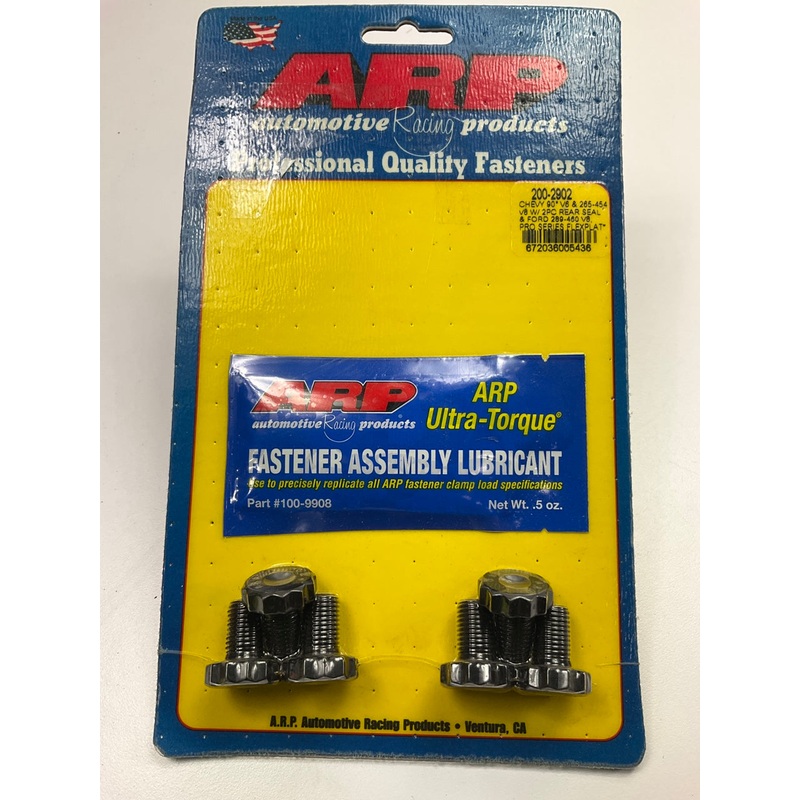 ARP
automotive Racing products
Professional Quality Fasteners
200-2902
CHEVY 90° V6 & 265-454
V8 W/ 2PC REAR SEAL
& FORD 289-460 V8,
PRO SERIES FLEXPLAT*
672036005436
ARP
automotive Racing products
ARP
Ultra-Torque®
FASTENER ASSEMBLY LUBRICANT
Use to precisely replicate all ARP fastener clamp load specifications
Part #100-9908
Net Wt. .5 oz.
A.R.P. Automotive Racing Products • Ventura, CA